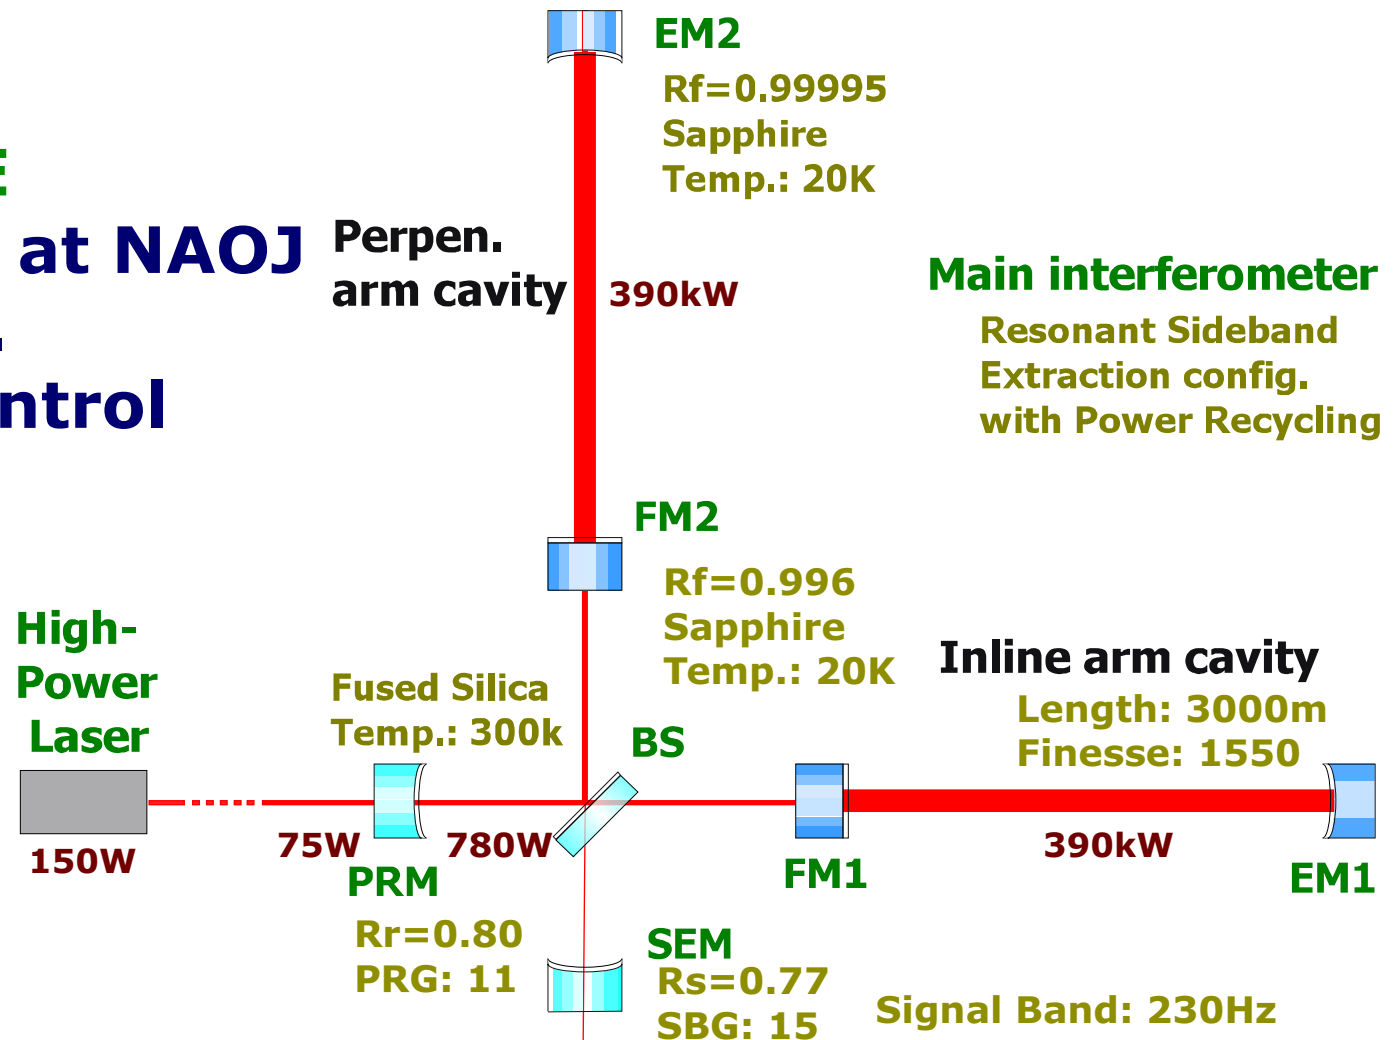 EM2
Rf=0.99995
Sapphire
Temp.: 20K
E
at NAOJ
.
ntrol
Perpen.
arm cavity
390kW
Main interferometer
Resonant Sideband
Extraction config.
with Power Recycling
FM2
Rf=0.996
Sapphire
Temp.: 20K
High-
Power
Laser
150W
Fused Silica
Temp.: 300k
BS
Inline arm cavity
Length: 3000m
Finesse: 1550
75W
780W
390kW
PRM
Rr=0.80
PRG: 11
FM1
EM1
SEM
Rs=0.77
SBG: 15
Signal Band: 230Hz